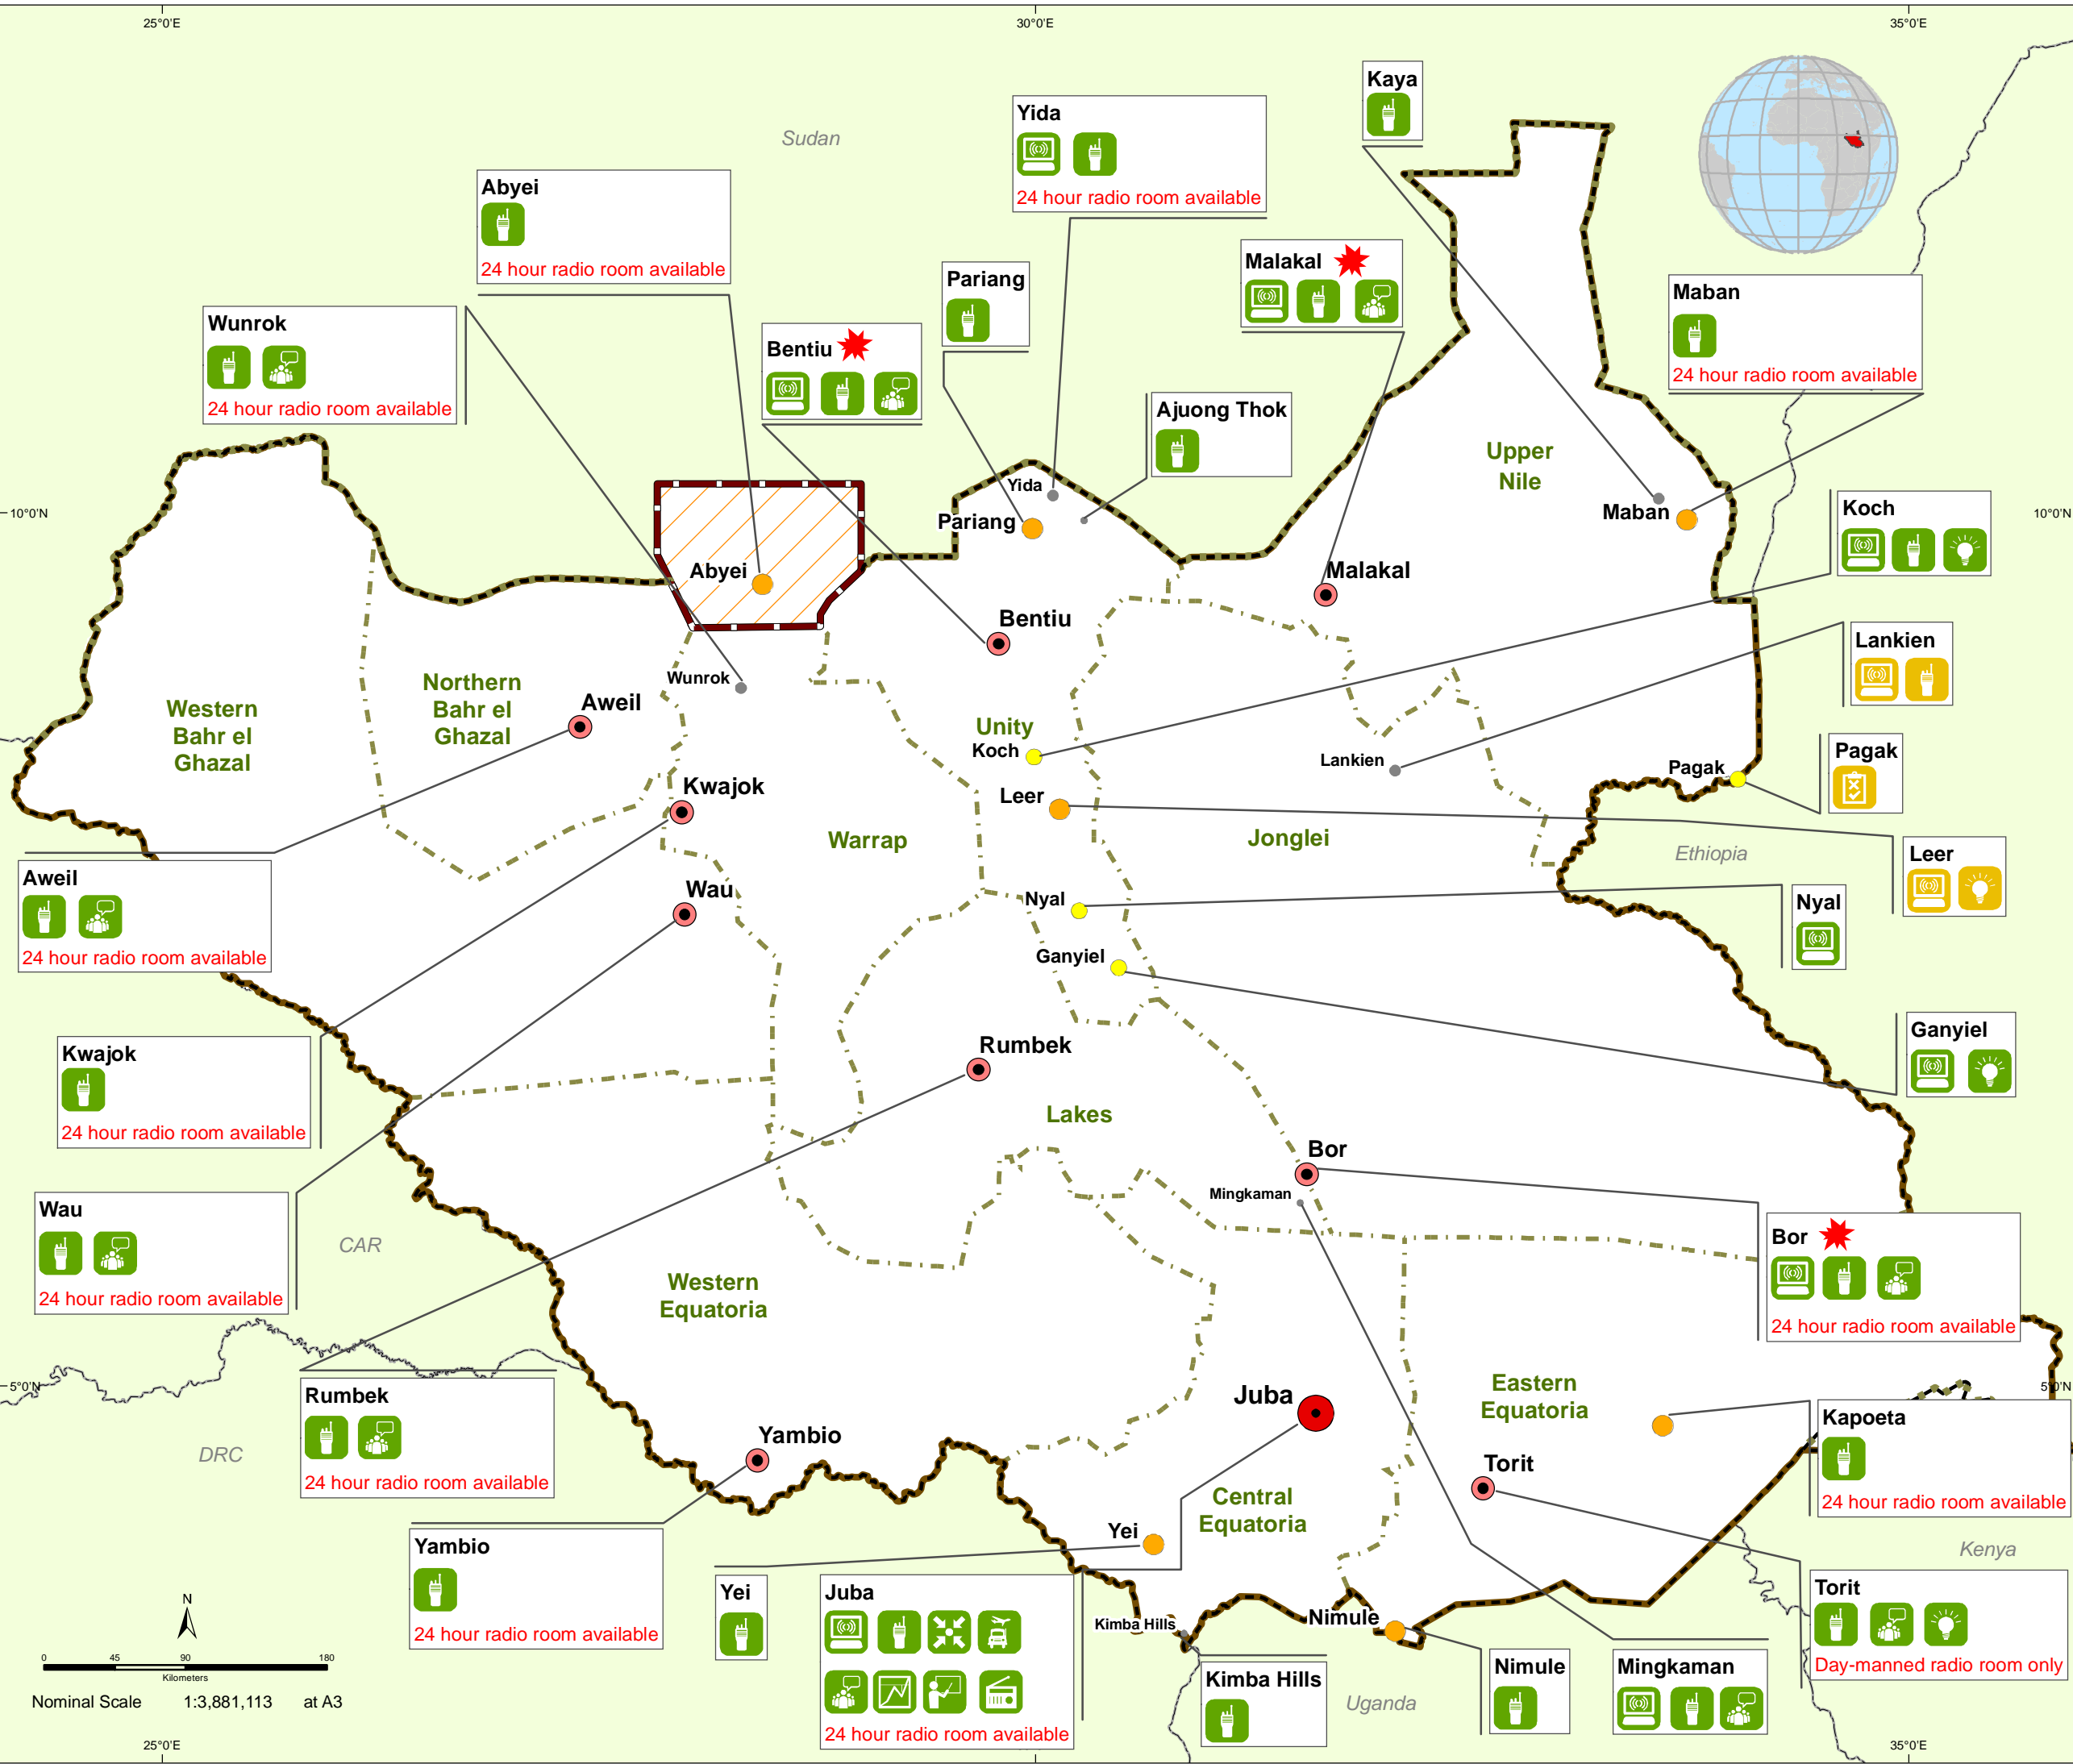 25°0'E
30°0'E
35°0'E
Kaya
Yida
24 hour radio room available
Sudan
Abyei
24 hour radio room available
Malakal
Pariang
Maban
24 hour radio room available
Wunrok
24 hour radio room available
Bentiu
Ajuong Thok
Upper
Nile
Yida
Pariang
Maban
Koch
10°0'N
10°0'N
Abyei
Malakal
Bentiu
Lankien
Wunrok
Northern
Bahr el
Ghazal
Aweil
Western
Bahr el
Ghazal
Unity
Koch
Lankien
Pagak
Pagak
Kwajok
Leer
Warrap
Jonglei
Ethiopia
Leer
Aweil
24 hour radio room available
Wau
Nyal
Nyal
Ganyiel
Ganyiel
Kwajok
24 hour radio room available
Rumbek
Lakes
Bor
Mingkaman
Wau
24 hour radio room available
CAR
Bor
24 hour radio room available
Western
Equatoria
5°0'N
5°0'N
Rumbek
24 hour radio room available
Juba
Eastern
Equatoria
Kapoeta
24 hour radio room available
DRC
Yambio
Torit
Central
Equatoria
Yei
Kenya
Yambio
24 hour radio room available
Yei
Juba
24 hour radio room available
Kimba Hills
Nimule
Torit
Day-manned radio room only
Kimba Hills
Uganda
Nimule
Mingkaman
N
0 45 90 180
Kilometers
Nominal Scale 1:3,881,113 at A3
25°0'E
35°0'E